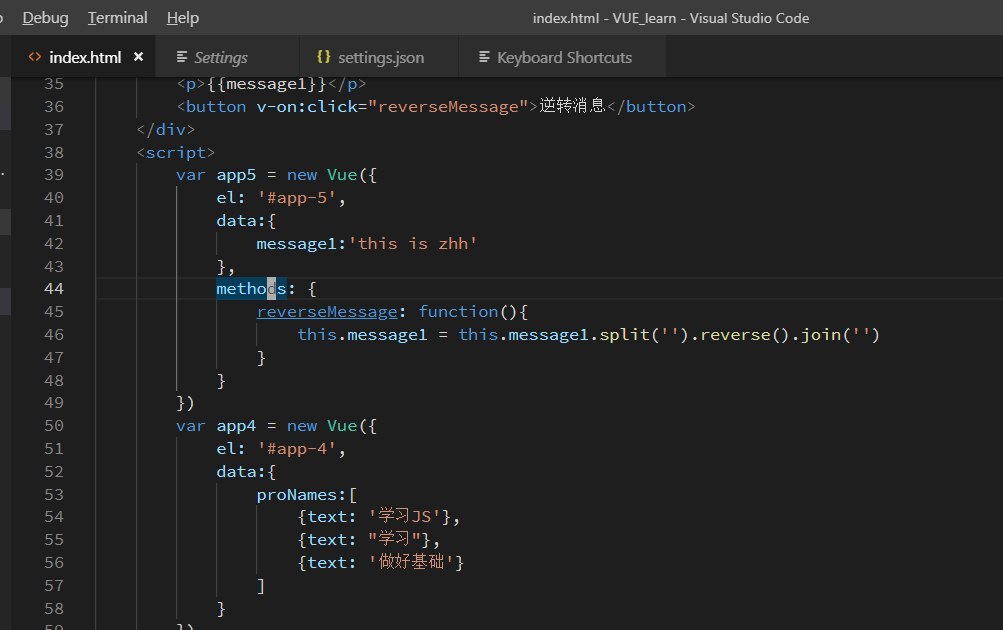 Debug Terminal Help index.html - VUE_learn - Visual Studio Code
<> index.html × Settings {} settings.json Keyboard Shortcuts
35 <p>{{message1}}</p>
36 <button v-on:click="reverseMessage">逆转消息</button>
37 </div>
38 <script>
39 var app5 = new Vue({
40 el: '#app-5',
41 data:{
42 message1:'this is zhh'
43 },
44 methods: {
45 reverseMessage: function(){
46 this.message1 = this.message1.split('').reverse().join('')
47 }
48 }
49 })
50 var app4 = new Vue({
51 el: '#app-4',
52 data:{
53 proNames:[
54 {text: '学习JS'},
55 {text: "学习"},
56 {text: '做好基础'}
57 ]
58 }
59 })